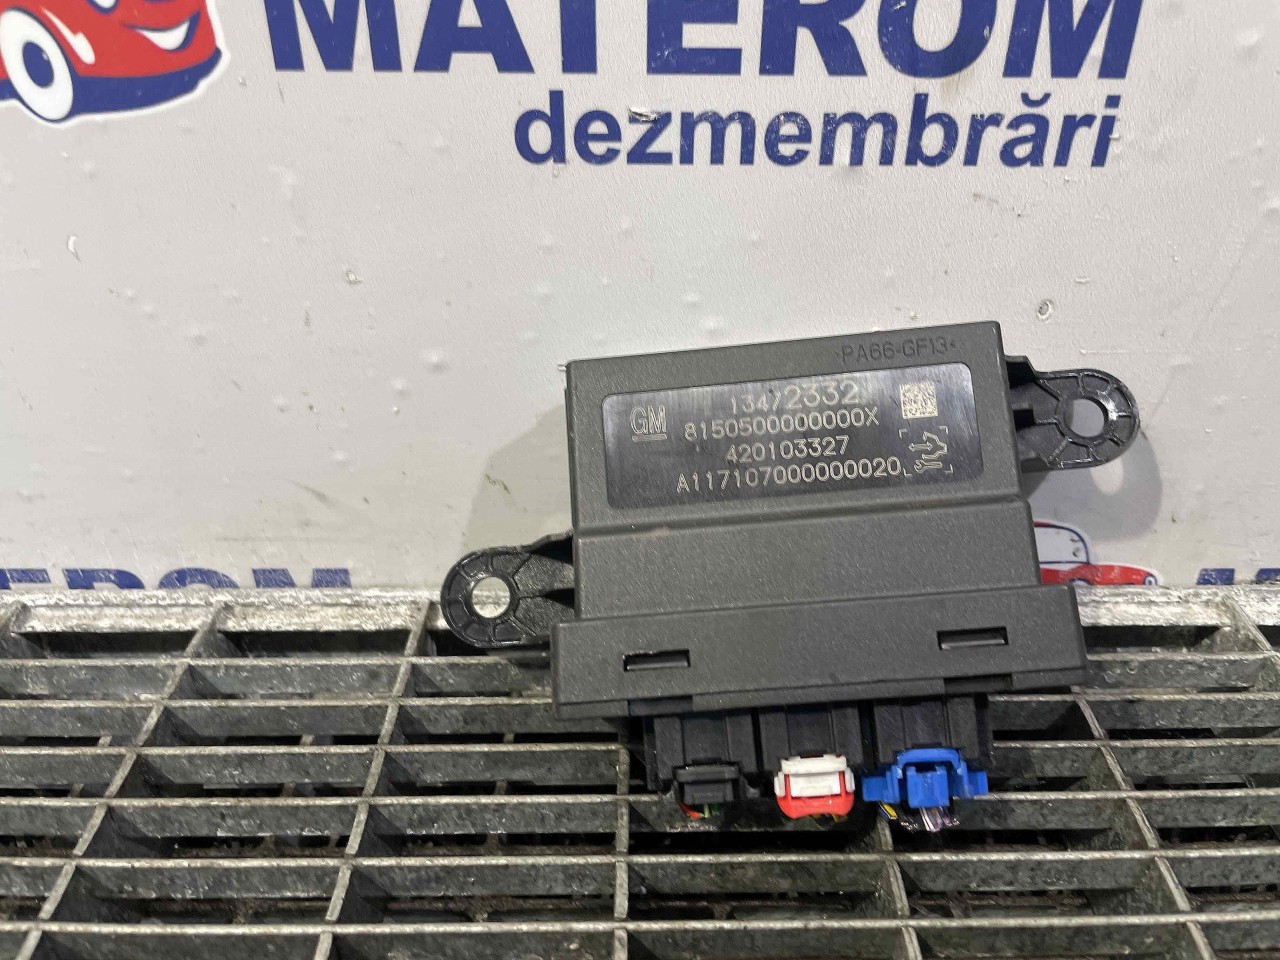 MATEROM
dezmembrări
PA66-GF13
GM
13472332
8150500000000X
420103327
A117107000000020